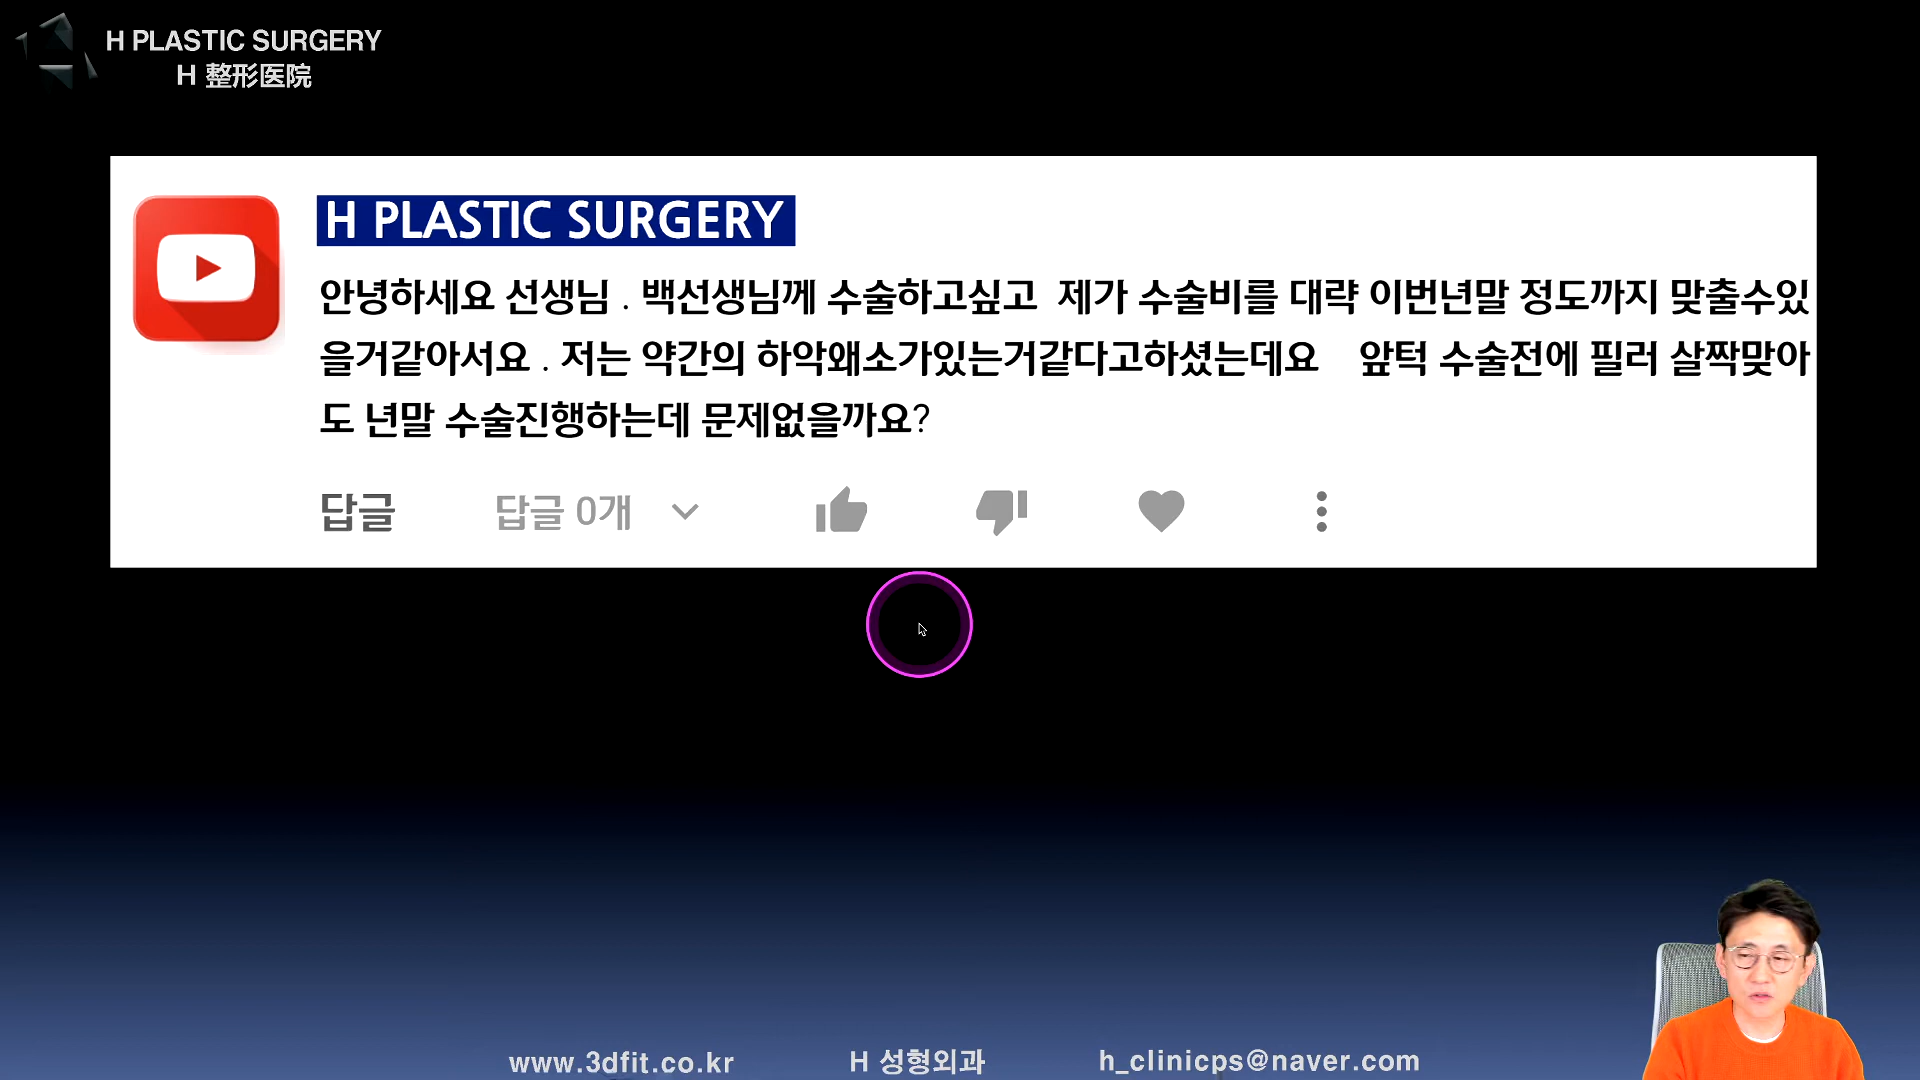 H PLASTIC SURGERY
H 整形医院
H PLASTIC SURGERY
안녕하세요 선생님 . 백선생님께 수술하고싶고 제가 수술비를 대략 이번년말 정도까지 맞출수있
을거같아서요 . 저는 약간의 하악왜소가있는거같다고하셨는데요 앞턱 수술전에 필러 살짝맞아
도 년말 수술진행하는데 문제없을까요?
답글 답글 0개
www.3dfit.co.kr H 성형외과 h_clinicps@naver.com